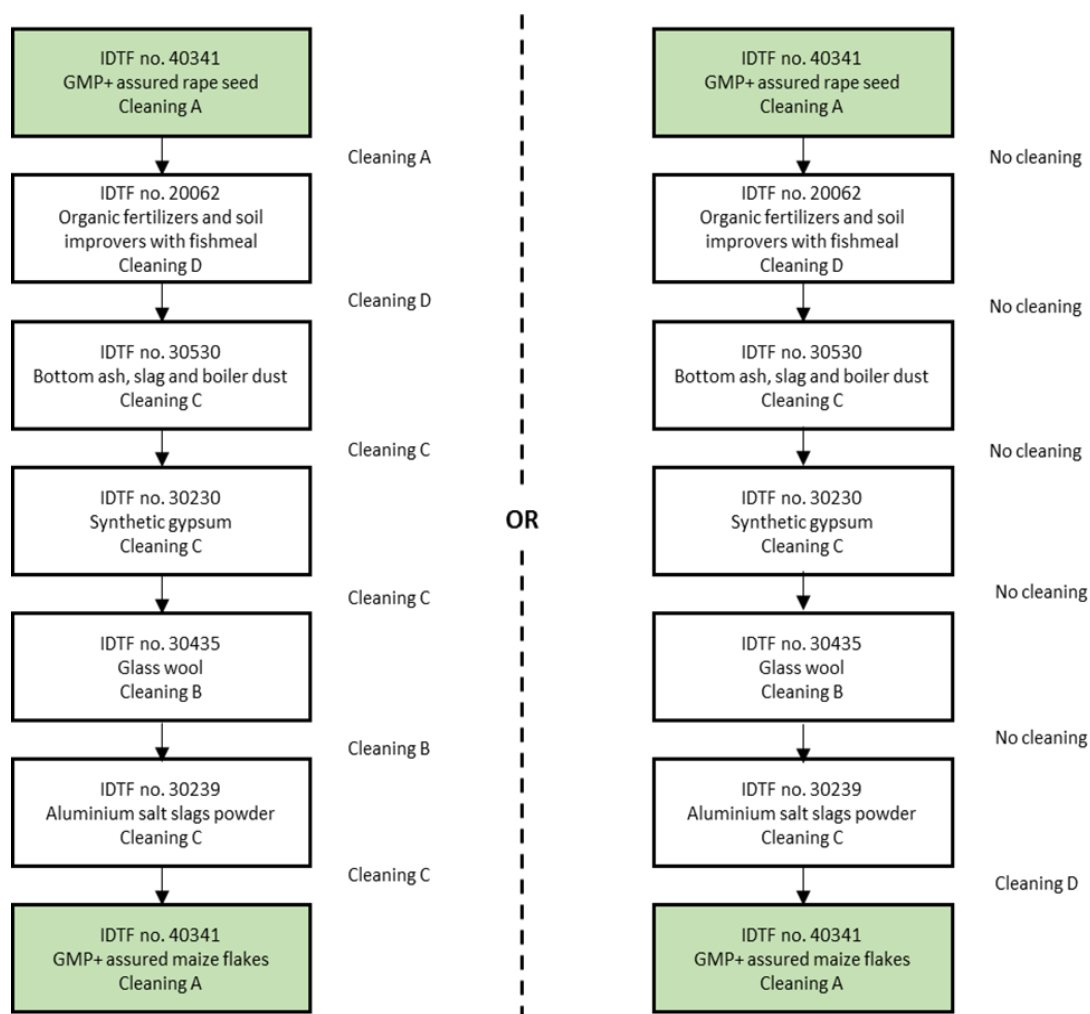 IDTF no. 40341
GMP+ assured rape seed
Cleaning A
Cleaning A
IDTF no. 20062
Organic fertilizers and soil
improvers with fishmeal
Cleaning D
Cleaning D
IDTF no. 30530
Bottom ash, slag and boiler dust
Cleaning C
Cleaning C
IDTF no. 30230
Synthetic gypsum
Cleaning C
Cleaning C
IDTF no. 30435
Glass wool
Cleaning B
Cleaning B
IDTF no. 30239
Aluminium salt slags powder
Cleaning C
Cleaning C
IDTF no. 40341
GMP+ assured maize flakes
Cleaning A
OR
IDTF no. 40341
GMP+ assured rape seed
Cleaning A
No cleaning
IDTF no. 20062
Organic fertilizers and soil
improvers with fishmeal
Cleaning D
No cleaning
IDTF no. 30530
Bottom ash, slag and boiler dust
Cleaning C
No cleaning
IDTF no. 30230
Synthetic gypsum
Cleaning C
No cleaning
IDTF no. 30435
Glass wool
Cleaning B
No cleaning
IDTF no. 30239
Aluminium salt slags powder
Cleaning C
Cleaning D
IDTF no. 40341
GMP+ assured maize flakes
Cleaning A